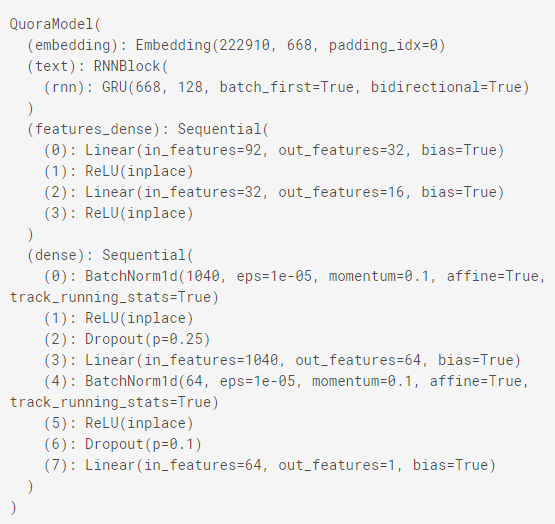 QuoraModel(
  (embedding): Embedding(222910, 668, padding_idx=0)
  (text): RNNBlock(
    (rnn): GRU(668, 128, batch_first=True, bidirectional=True)
  )
  (features_dense): Sequential(
    (0): Linear(in_features=92, out_features=32, bias=True)
    (1): ReLU(inplace)
    (2): Linear(in_features=32, out_features=16, bias=True)
    (3): ReLU(inplace)
  )
  (dense): Sequential(
    (0): BatchNorm1d(1040, eps=1e-05, momentum=0.1, affine=True,
track_running_stats=True)
    (1): ReLU(inplace)
    (2): Dropout(p=0.25)
    (3): Linear(in_features=1040, out_features=64, bias=True)
    (4): BatchNorm1d(64, eps=1e-05, momentum=0.1, affine=True,
track_running_stats=True)
    (5): ReLU(inplace)
    (6): Dropout(p=0.1)
    (7): Linear(in_features=64, out_features=1, bias=True)
  )
)